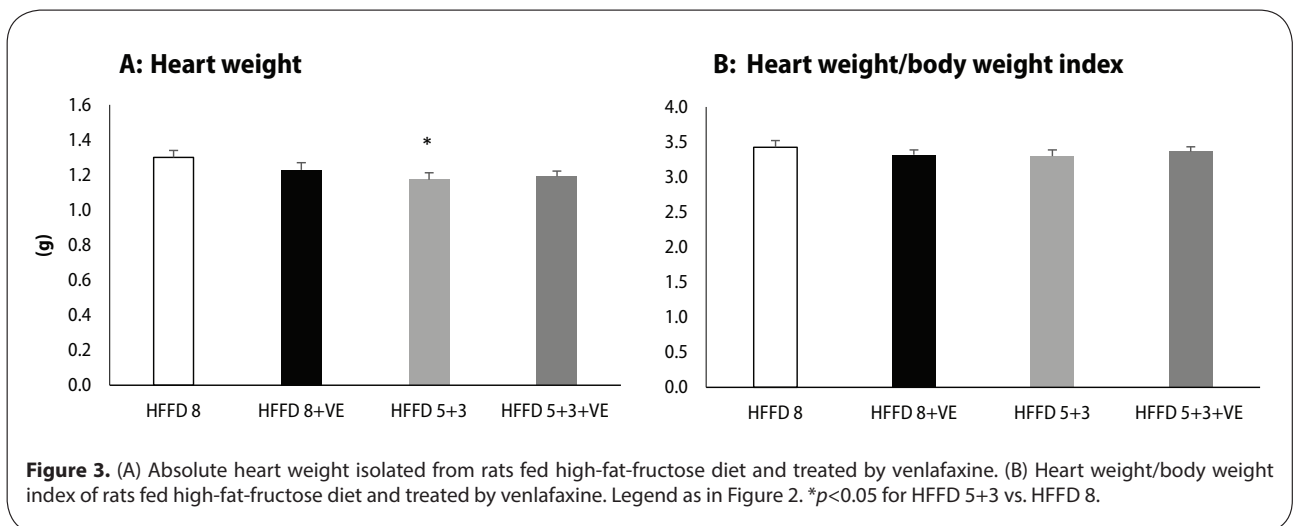 A: Heart weight
1.6
1.4
1.2
1.0
0.8
0.6
0.4
0.2
0.0
(g)
*
HFFD 8 HFFD 8+VE HFFD 5+3 HFFD 5+3+VE
B: Heart weight/body weight index
4.0
3.5
3.0
2.5
2.0
1.5
1.0
0.5
0.0
HFFD 8 HFFD 8+VE HFFD 5+3 HFFD 5+3+VE
Figure 3. (A) Absolute heart weight isolated from rats fed high-fat-fructose diet and treated by venlafaxine. (B) Heart weight/body weight
index of rats fed high-fat-fructose diet and treated by venlafaxine. Legend as in Figure 2. *p<0.05 for HFFD 5+3 vs. HFFD 8.